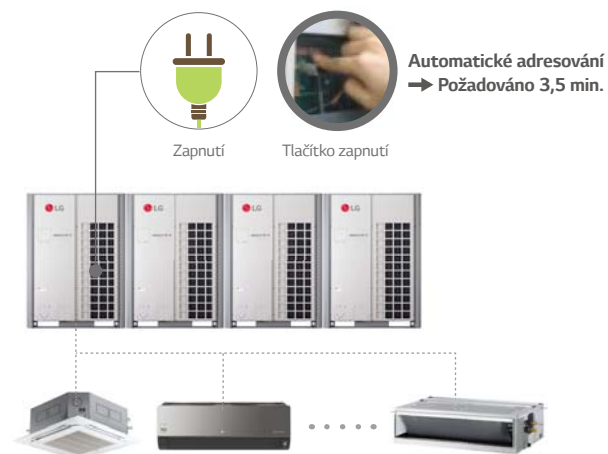 Automatické adresování
➞ Požadováno 3,5 min.
Zapnutí
Tlačítko zapnutí
LG
LG
LG
LG